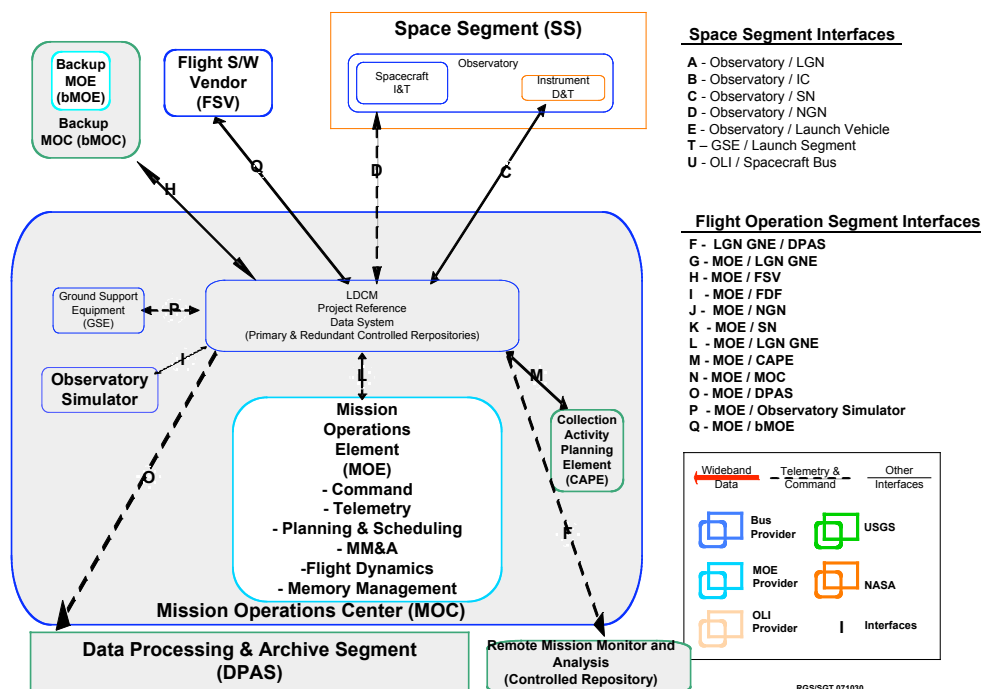 Backup
MOE
(bMOE)
Backup
MOC (bMOC)
Flight S/W
Vendor
(FSV)
Space Segment (SS)
Observatory
Spacecraft
I&T
Instrument
D&T
H
Q
D
C
Ground Support
Equipment
(GSE)
P
I
Observatory
Simulator
LDCM
Project Reference
Data System
(Primary & Redundant Controlled Rerpositories)
L
M
O
F
Mission
Operations
Element
(MOE)
- Command
- Telemetry
- Planning & Scheduling
- MM&A
-Flight Dynamics
- Memory Management
Collection
Activity
Planning
Element
(CAPE)
Mission Operations Center (MOC)
Data Processing & Archive Segment
(DPAS)
Remote Mission Monitor and
Analysis
(Controlled Repository)
Space Segment Interfaces
A - Observatory / LGN
B - Observatory / IC
C - Observatory / SN
D - Observatory / NGN
E - Observatory / Launch Vehicle
T – GSE / Launch Segment
U - OLI / Spacecraft Bus
Flight Operation Segment Interfaces
F - LGN GNE / DPAS
G - MOE / LGN GNE
H - MOE / FSV
I - MOE / FDF
J - MOE / NGN
K - MOE / SN
L - MOE / LGN GNE
M - MOE / CAPE
N - MOE / MOC
O - MOE / DPAS
P - MOE / Observatory Simulator
Q - MOE / bMOE
Wideband
Data
Telemetry &
Command
Other
Interfaces
Bus
Provider
USGS
MOE
Provider
NASA
OLI
Provider
I
Interfaces
RGS/SGT 071030